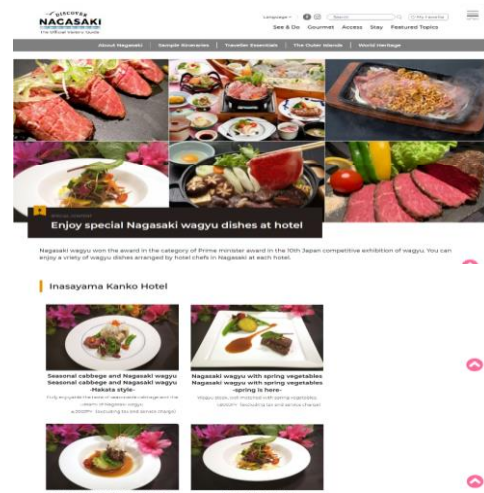 DISCOVER
NAGASAKI
The Official Visitors' Guide
Language
Search
My Favorite
See & Do Gourmet Access Stay Featured Topics
About Nagasaki | Sample Itineraries | Traveller Essentials | The Outer Islands | World Heritage
Enjoy special Nagasaki wagyu dishes at hotel
Nagasaki wagyu won the award in the category of Prime minister award in the 10th Japan competitive exhibition of wagyu. You can
enjoy a vriety of wagyu dishes arranged by hotel chefs in Nagasaki at each hotel.
Inasayama Kanko Hotel
Seasonal cabbege and Nagasaki wagyu
Seasonal cabbege and Nagasaki wagyu
-Hakata style-
Nagasaki wagyu with spring vegetables
Nagasaki wagyu with spring vegetables
-spring is here-